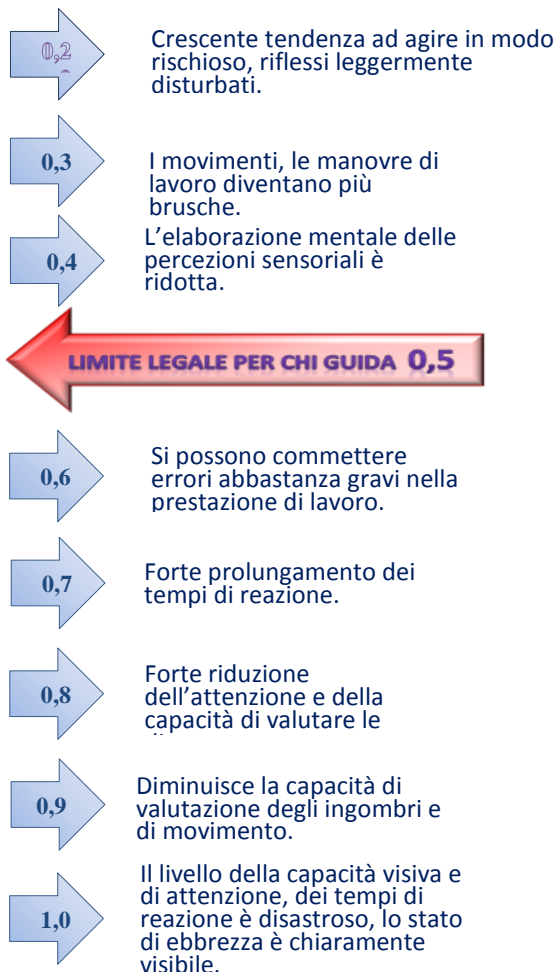 0,2
Crescente tendenza ad agire in modo
rischioso, riflessi leggermente
disturbati.
0,3
I movimenti, le manovre di
lavoro diventano più
brusche.
0,4
L’elaborazione mentale delle
percezioni sensoriali è
ridotta.
LIMITE LEGALE PER CHI GUIDA 0,5
0,6
Si possono commettere
errori abbastanza gravi nella
prestazione di lavoro.
0,7
Forte prolungamento dei
tempi di reazione.
0,8
Forte riduzione
dell’attenzione e della
capacità di valutare le
0,9
Diminuisce la capacità di
valutazione degli ingombri e
di movimento.
1,0
Il livello della capacità visiva e
di attenzione, dei tempi di
reazione è disastroso, lo stato
di ebbrezza è chiaramente
visibile.